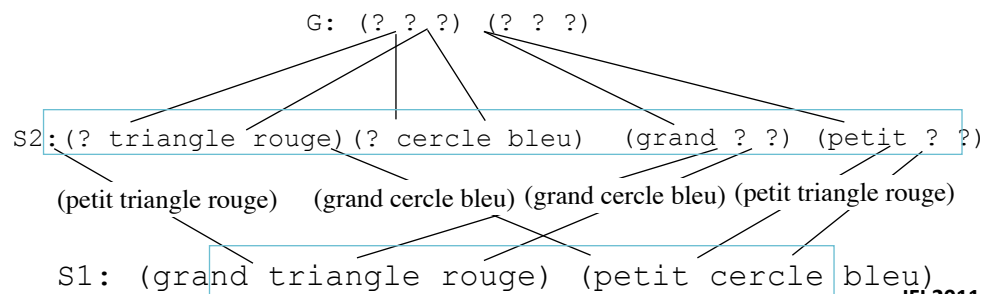 G: (? ? ?) (? ? ?)
S2:(? triangle rouge)(? cercle bleu) (grand ? ?) (petit ? ?)
(petit triangle rouge) (grand cercle bleu) (grand cercle bleu) (petit triangle rouge)
S1: (grand triangle rouge) (petit cercle bleu)